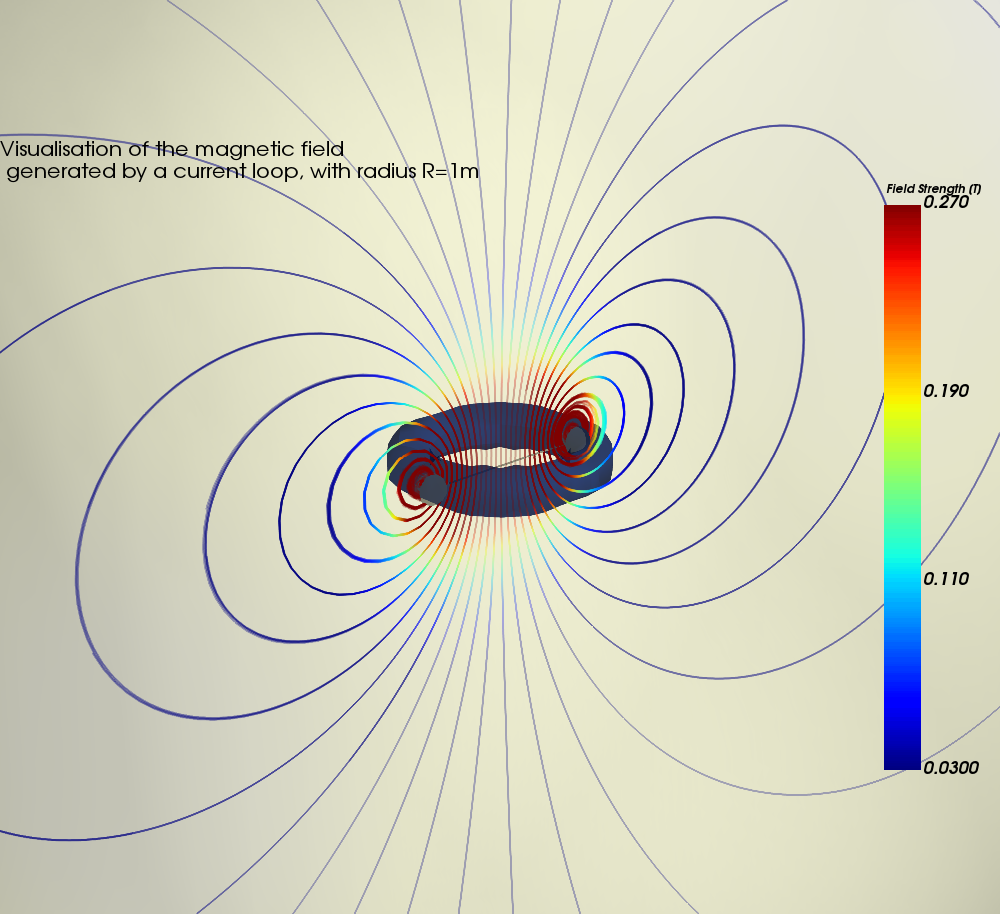 Visualisation of the magnetic field
generated by a current loop, with radius R=1m
Field Strength (T)
0.270
0.190
0.110
0.0300